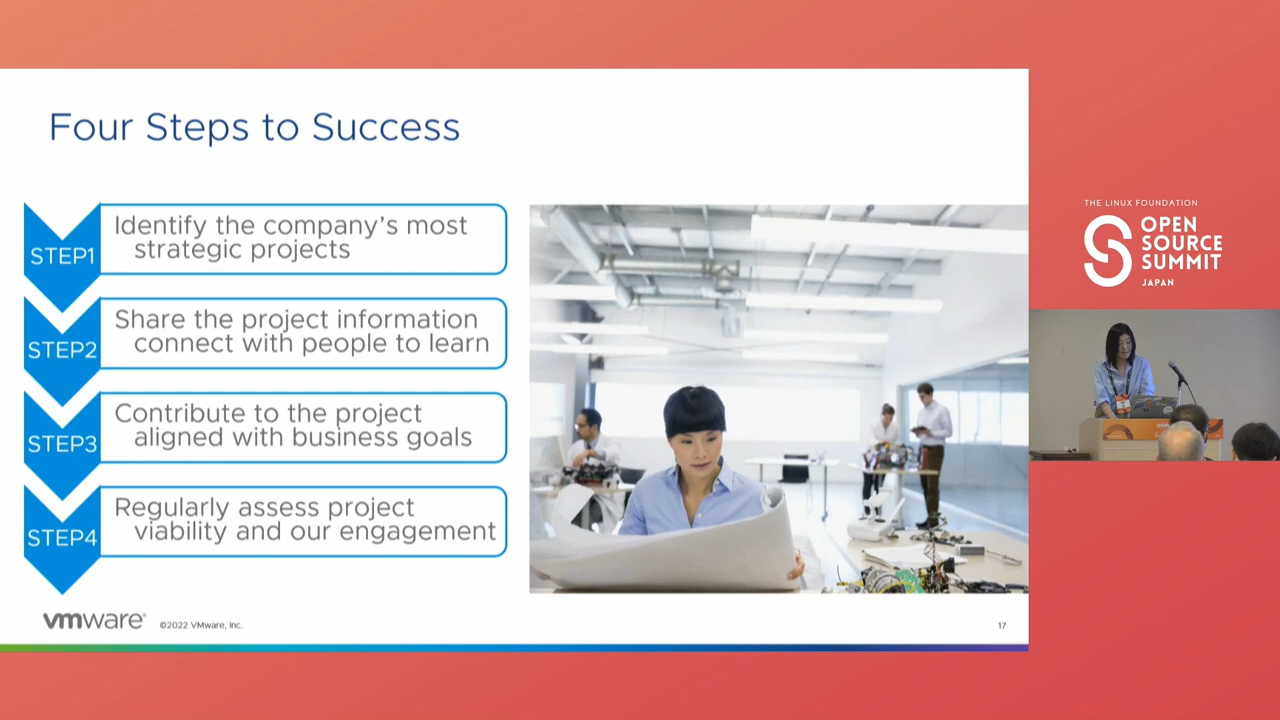 Four Steps to Success
STEP1
Identify the company's most
strategic projects
STEP2
Share the project information
connect with people to learn
STEP3
Contribute to the project
aligned with business goals
STEP4
Regularly assess project
viability and our engagement
vmware®
©2022 VMware, Inc.
17
THE LINUX FOUNDATION
OPEN
SOURCE
SUMMIT
JAPAN